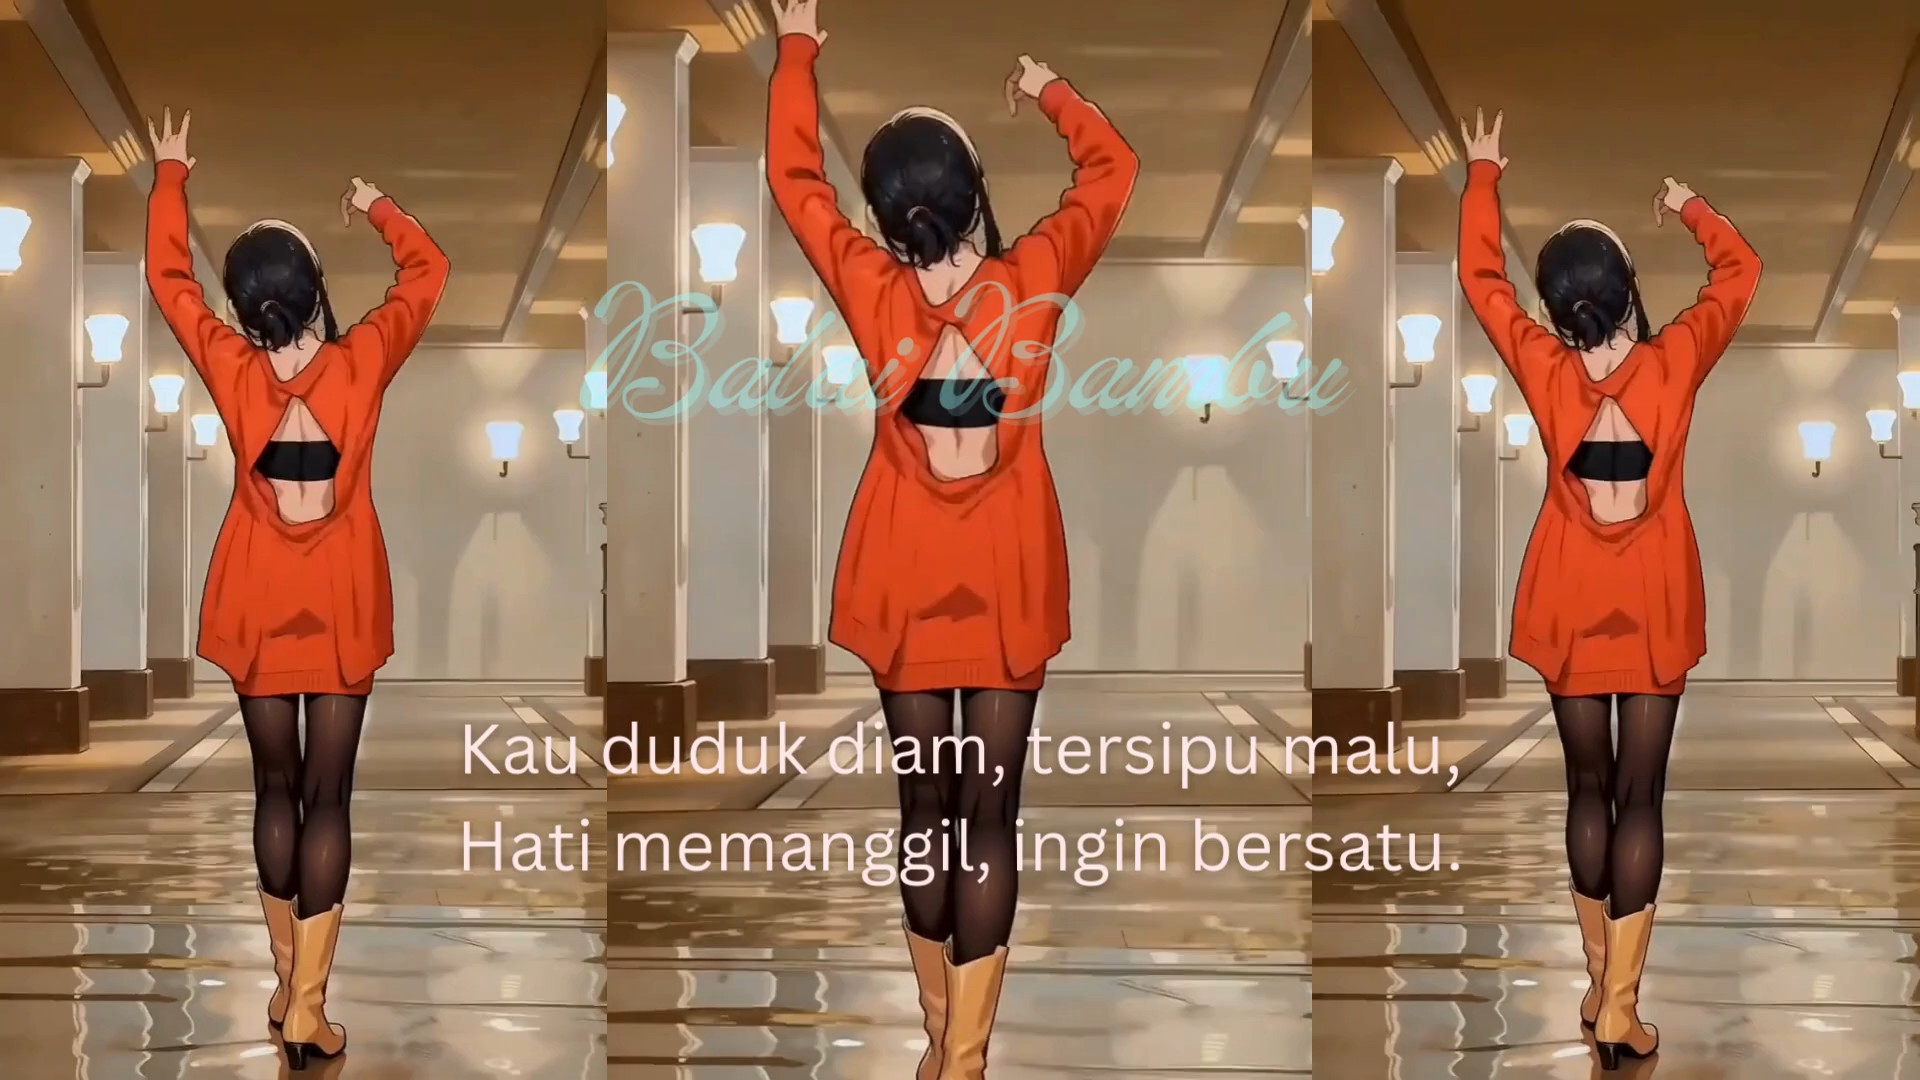 Balai Bambu
Kau duduk diam, tersipu malu,
Hati memanggil, ingin bersatu.